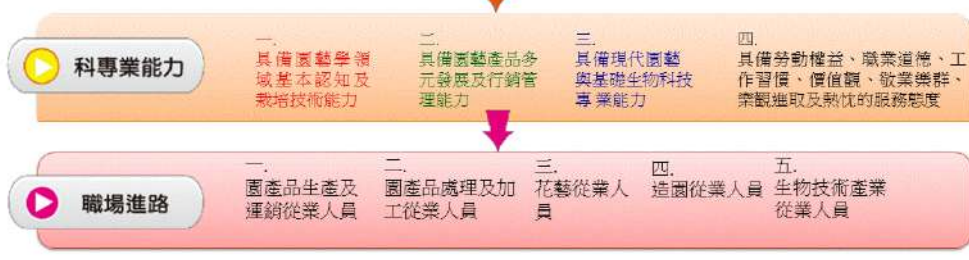 科專業能力
一.
具備園藝學領
域基本認知及
栽培技術能力
二.
具備園藝產品多
元發展及行銷管
理能力
三.
具備現代園藝
與基礎生物科技
專業能力
四.
具備勞動權益、職業道德、工
作習慣、價值觀、敬業樂群、
樂觀進取及熱忱的服務態度
職場進路
一.
園產品生產及
運銷從業人員
二.
園產品處理及加
工從業人員
三.
花藝從業人
員
四.
造園從業人員
五.
生物技術產業
從業人員